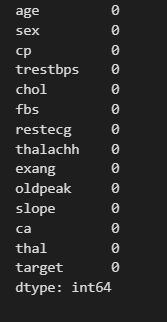 age 0
sex 0
cp 0
trestbps 0
chol 0
fbs 0
restecg 0
thalachh 0
exang 0
oldpeak 0
slope 0
ca 0
thal 0
target 0
dtype: int64